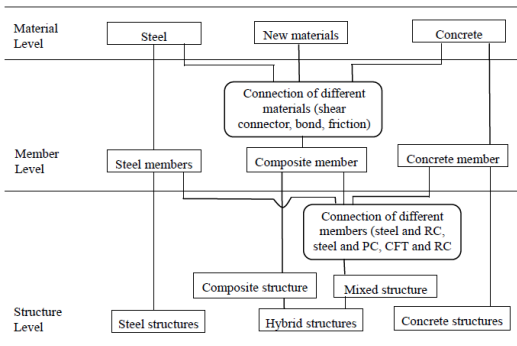 Material
Level
Steel
New materials
Concrete
Connection of different
materials (shear
connector, bond, friction)
Member
Level
Steel members
Composite member
Concrete member
Connection of different
members (steel and RC,
steel and PC, CFT and RC
Composite structure
Mixed structure
Structure
Level
Steel structures
Hybrid structures
Concrete structures